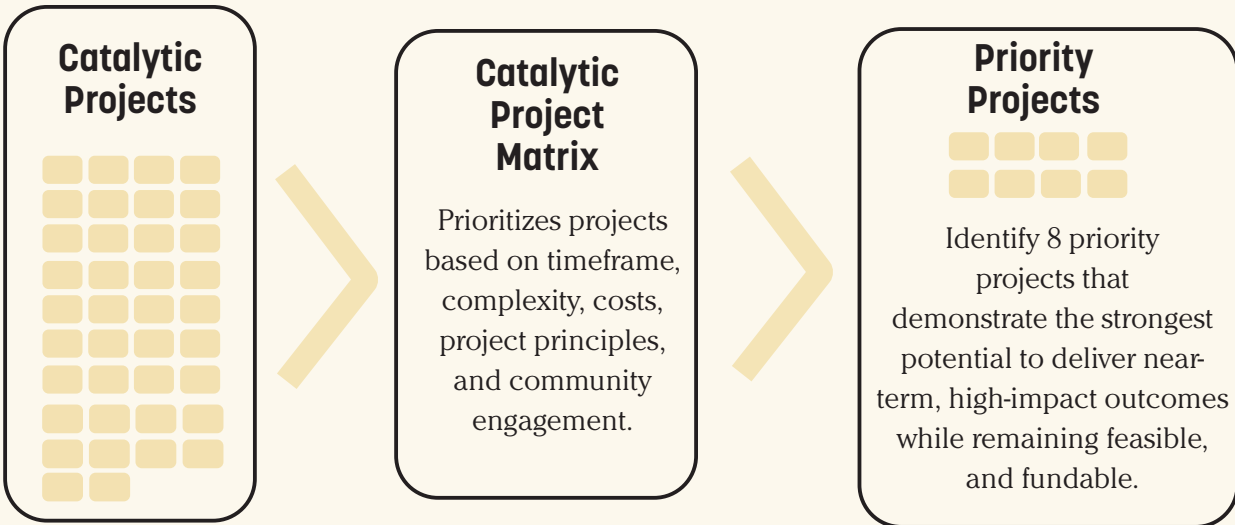 Catalytic
Projects
Catalytic
Project
Matrix
Prioritizes projects
based on timeframe,
complexity, costs,
project principles,
and community
engagement.
Priority
Projects
Identify 8 priority
projects that
demonstrate the strongest
potential to deliver near-
term, high-impact outcomes
while remaining feasible,
and fundable.